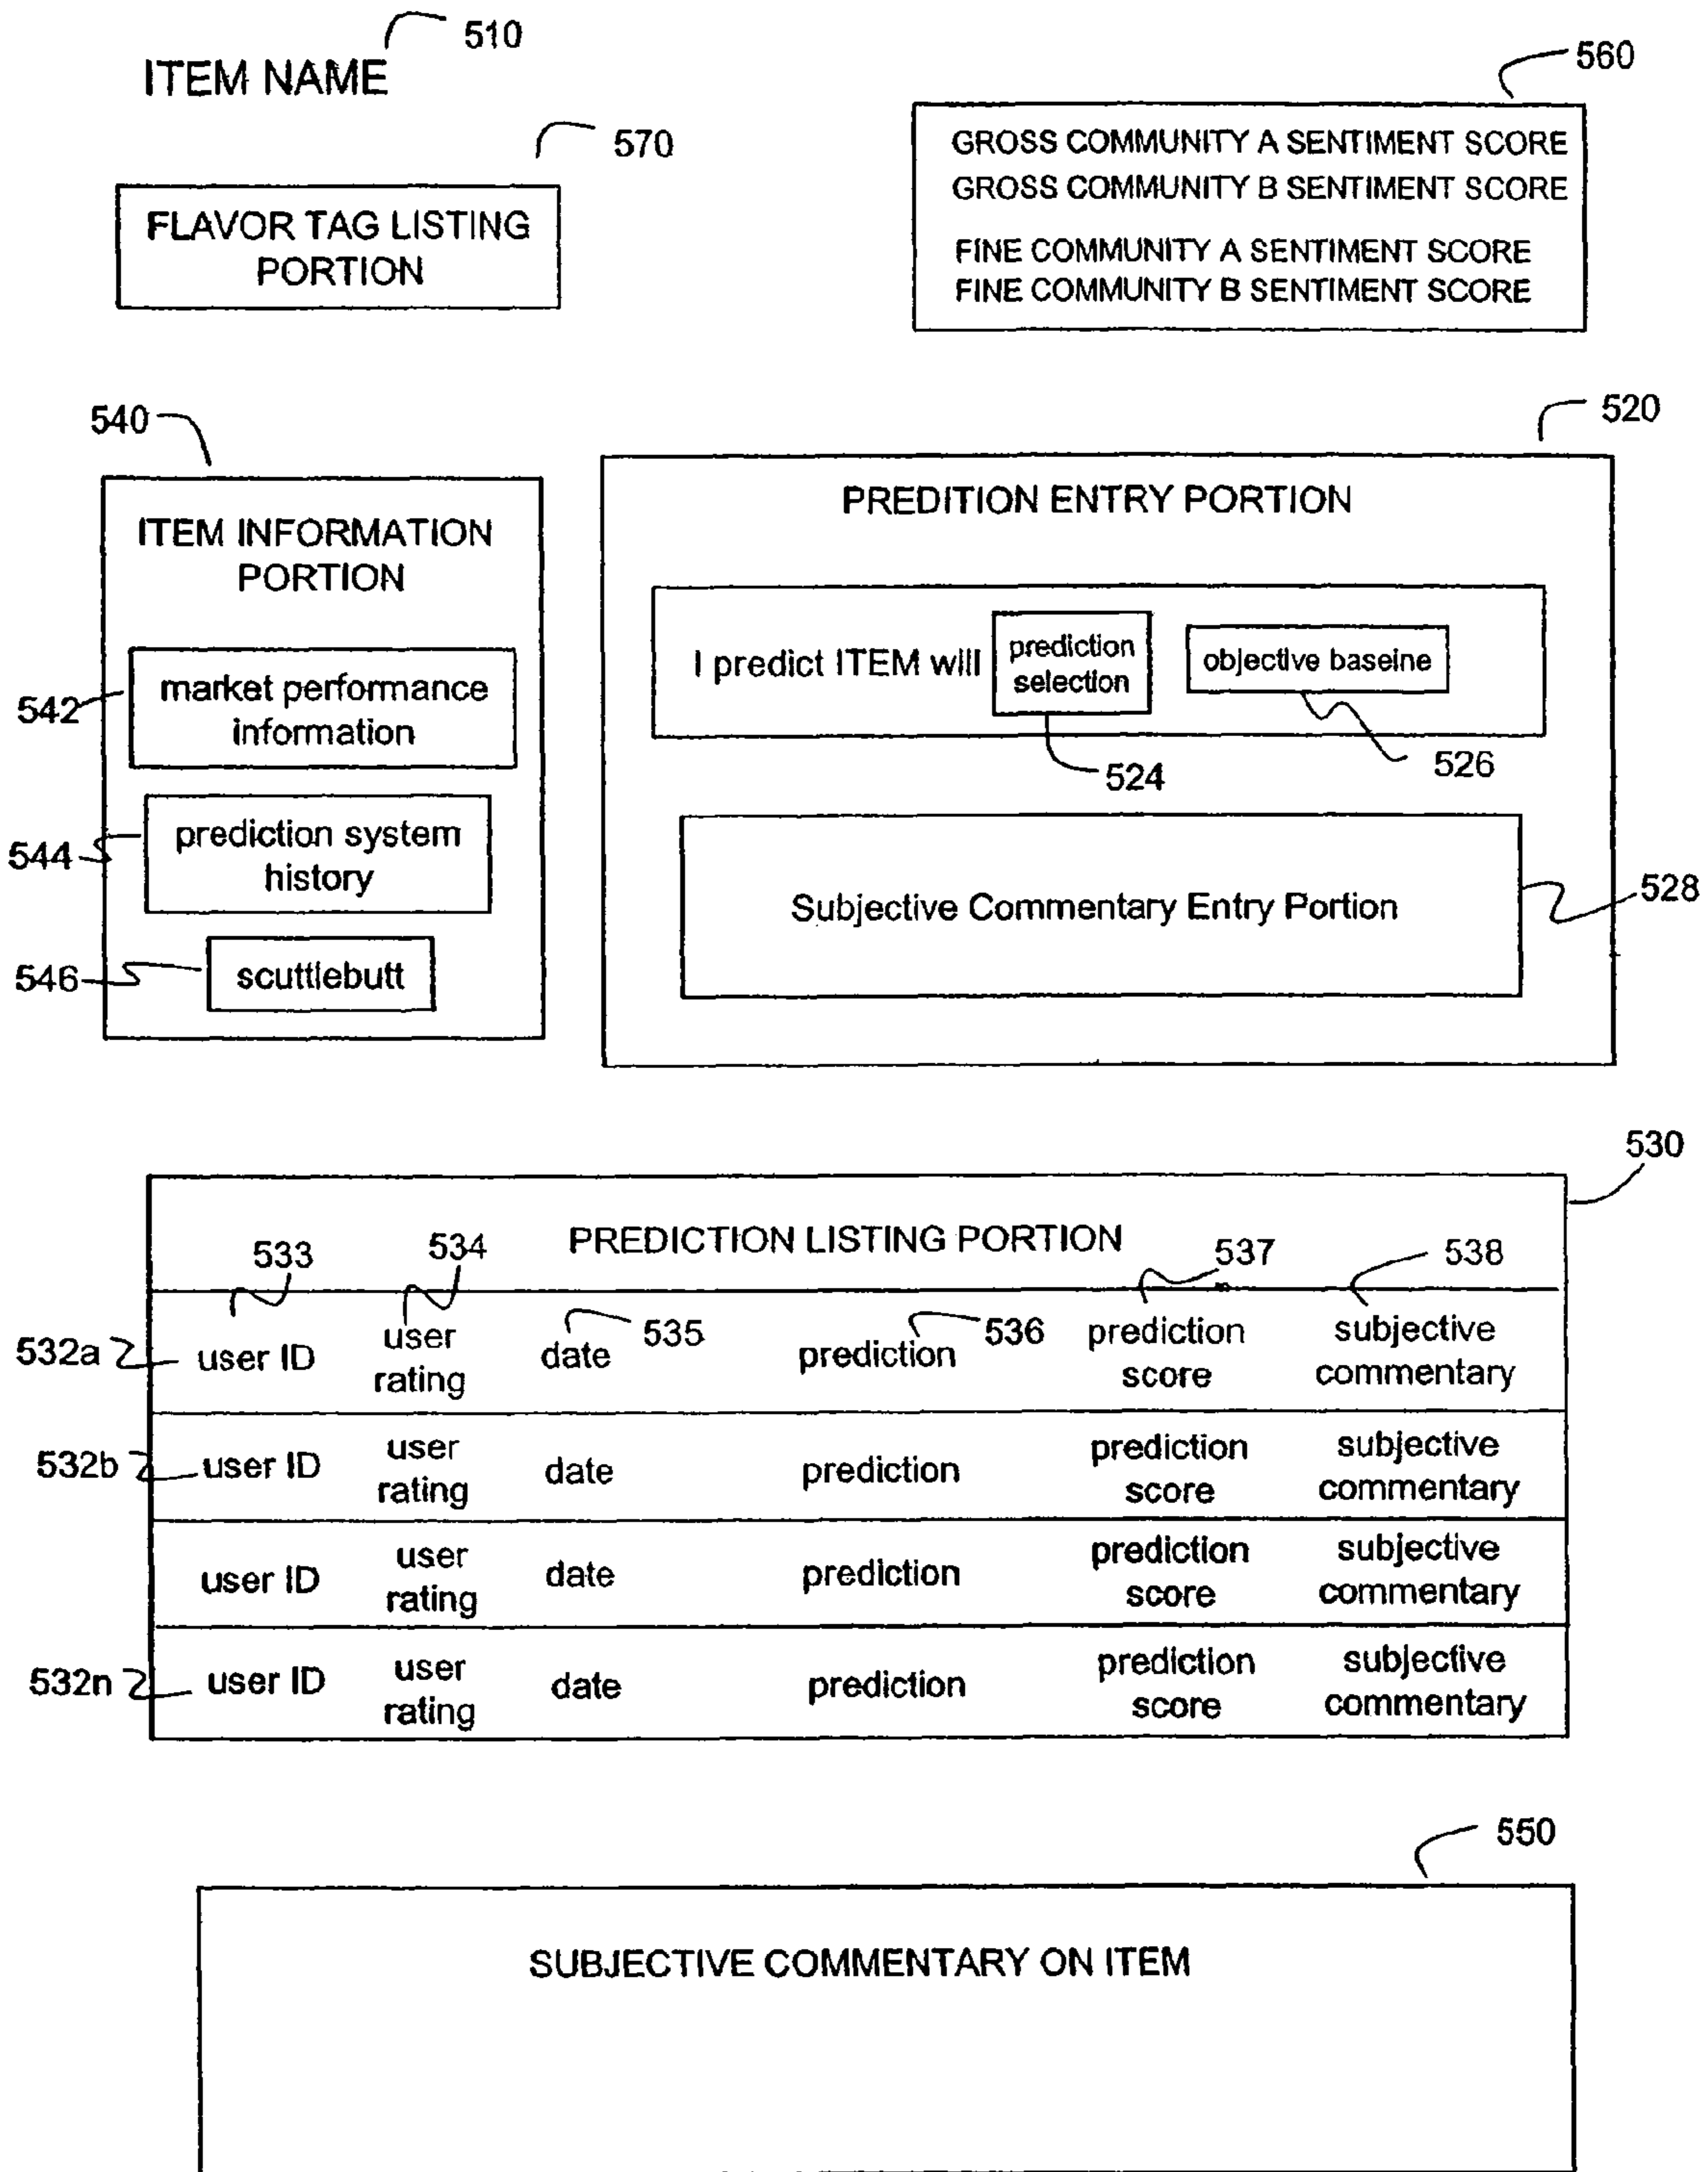 510
ITEM NAME
560
570
GROSS COMMUNITY A SENTIMENT SCORE
GROSS COMMUNITY B SENTIMENT SCORE
FINE COMMUNITY A SENTIMENT SCORE
FINE COMMUNITY B SENTIMENT SCORE
FLAVOR TAG LISTING
PORTION
540
520
ITEM INFORMATION
PORTION
542
market performance
information
544
prediction system
history
546
scuttlebutt
PREDITION ENTRY PORTION
I predict ITEM will
prediction
selection
objective baseine
524
526
Subjective Commentary Entry Portion
528
530
PREDICTION LISTING PORTION
533
534
537
538
532a
user ID
user
rating
date
535
prediction
536
prediction
score
subjective
commentary
532b
user ID
user
rating
date
prediction
prediction
score
subjective
commentary
user ID
user
rating
date
prediction
prediction
score
subjective
commentary
532n
user ID
user
rating
date
prediction
prediction
score
subjective
commentary
550
SUBJECTIVE COMMENTARY ON ITEM